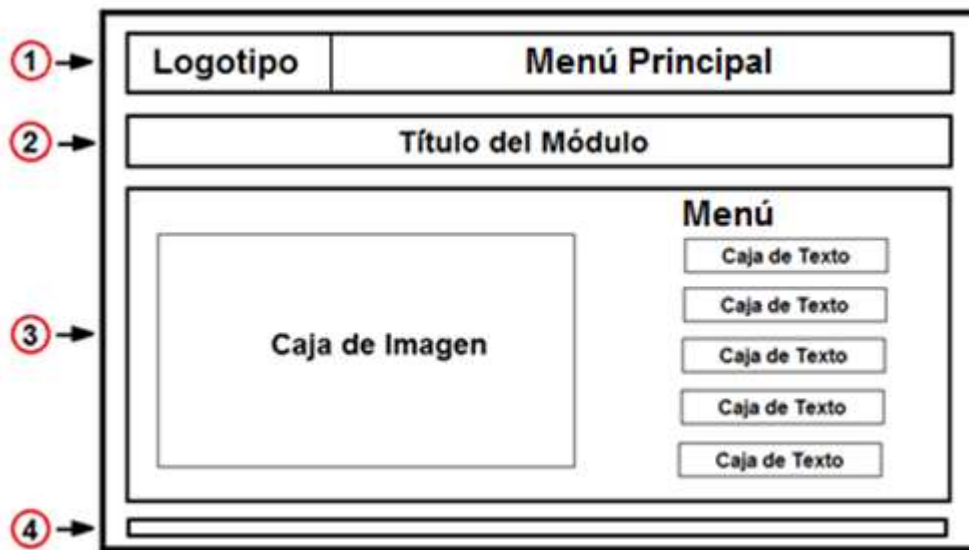 1
Logotipo
Menú Principal
2
Título del Módulo
Menú
Caja de Texto
Caja de Texto
3
Caja de Imagen
Caja de Texto
Caja de Texto
Caja de Texto
4